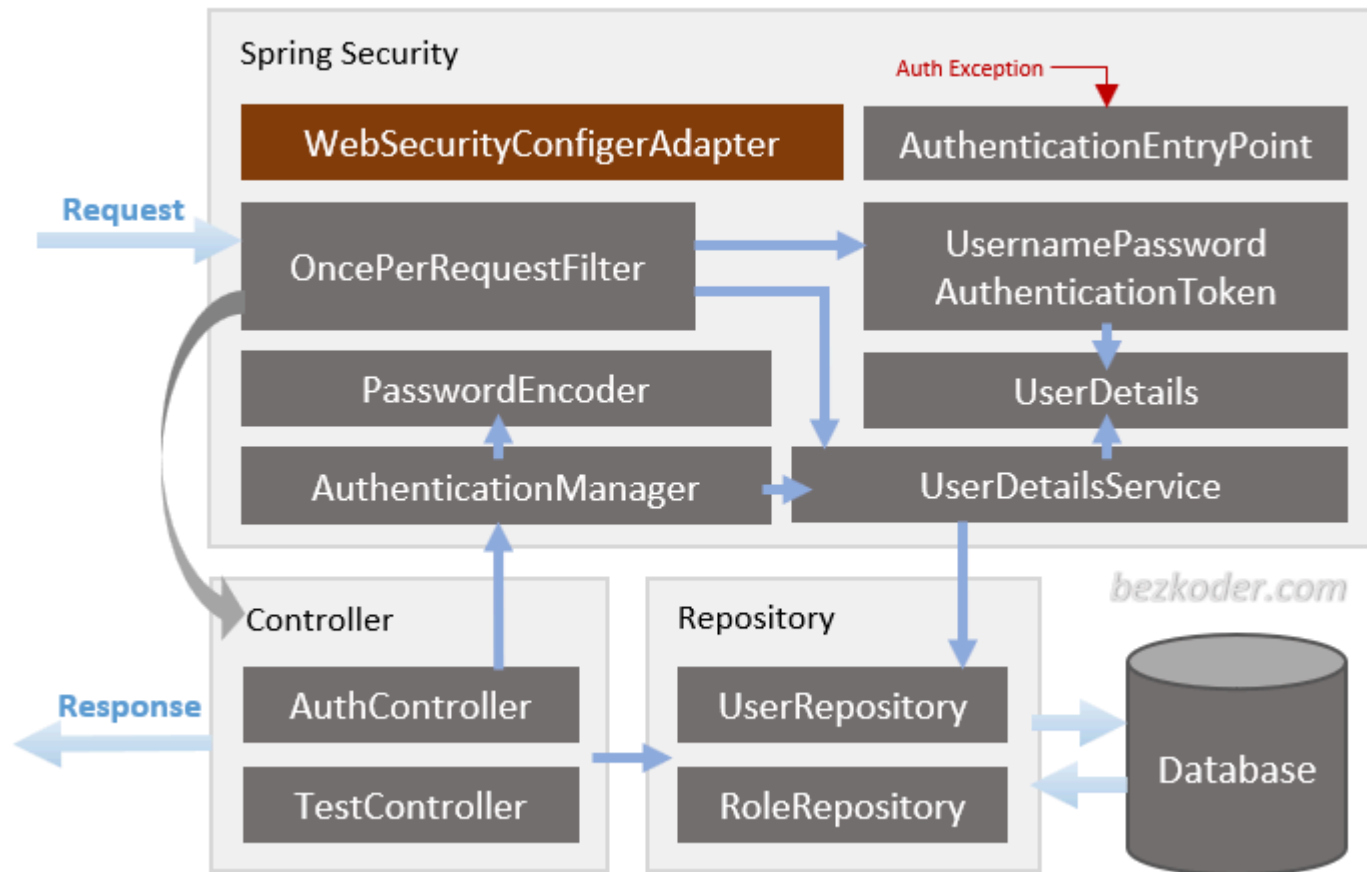 Spring Security
Auth Exception
WebSecurityConfigerAdapter
AuthenticationEntryPoint
Request
OncePerRequestFilter
UsernamePassword
AuthenticationToken
PasswordEncoder
UserDetails
AuthenticationManager
UserDetailsService
bezkoder.com
Controller
Repository
Response
AuthController
UserRepository
Database
TestController
RoleRepository